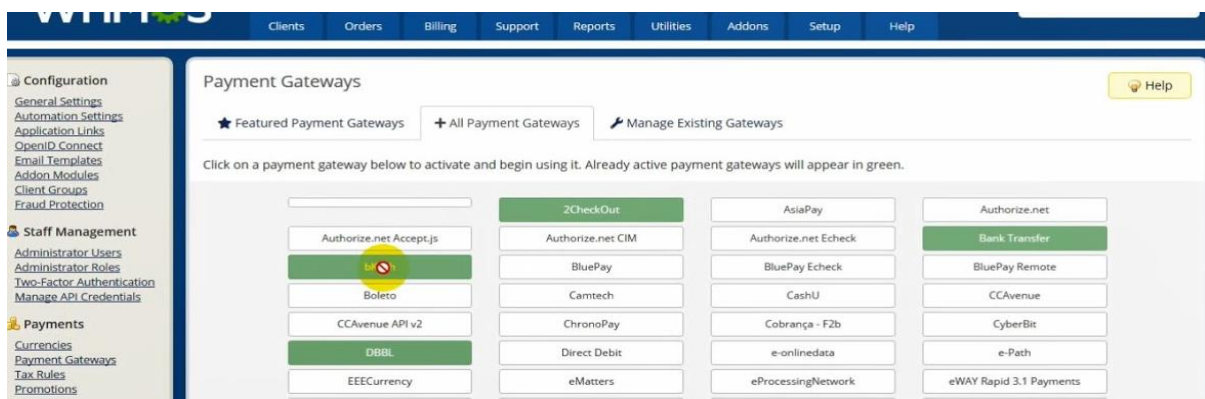 WHMCS
Clients Orders Billing Support Reports Utilities Addons Setup Help
Configuration
General Settings
Automation Settings
Application Links
OpenID Connect
Email Templates
Addon Modules
Client Groups
Fraud Protection
Staff Management
Administrator Users
Administrator Roles
Two-Factor Authentication
Manage API Credentials
Payments
Currencies
Payment Gateways
Tax Rules
Promotions
Payment Gateways
Help
Featured Payment Gateways + All Payment Gateways Manage Existing Gateways
Click on a payment gateway below to activate and begin using it. Already active payment gateways will appear in green.
2CheckOut AsiaPay Authorize.net
Authorize.net Accept.js Authorize.net CIM Authorize.net Echeck Bank Transfer
BluePay BluePay Echeck BluePay Remote
Boleto Camtech CashU CCAvenue
CCAvenue API v2 ChronoPay Cobrança - F2b CyberBit
DBBL Direct Debit e-onlinedata e-Path
EEECurrency eMatters eProcessingNetwork eWAY Rapid 3.1 Payments